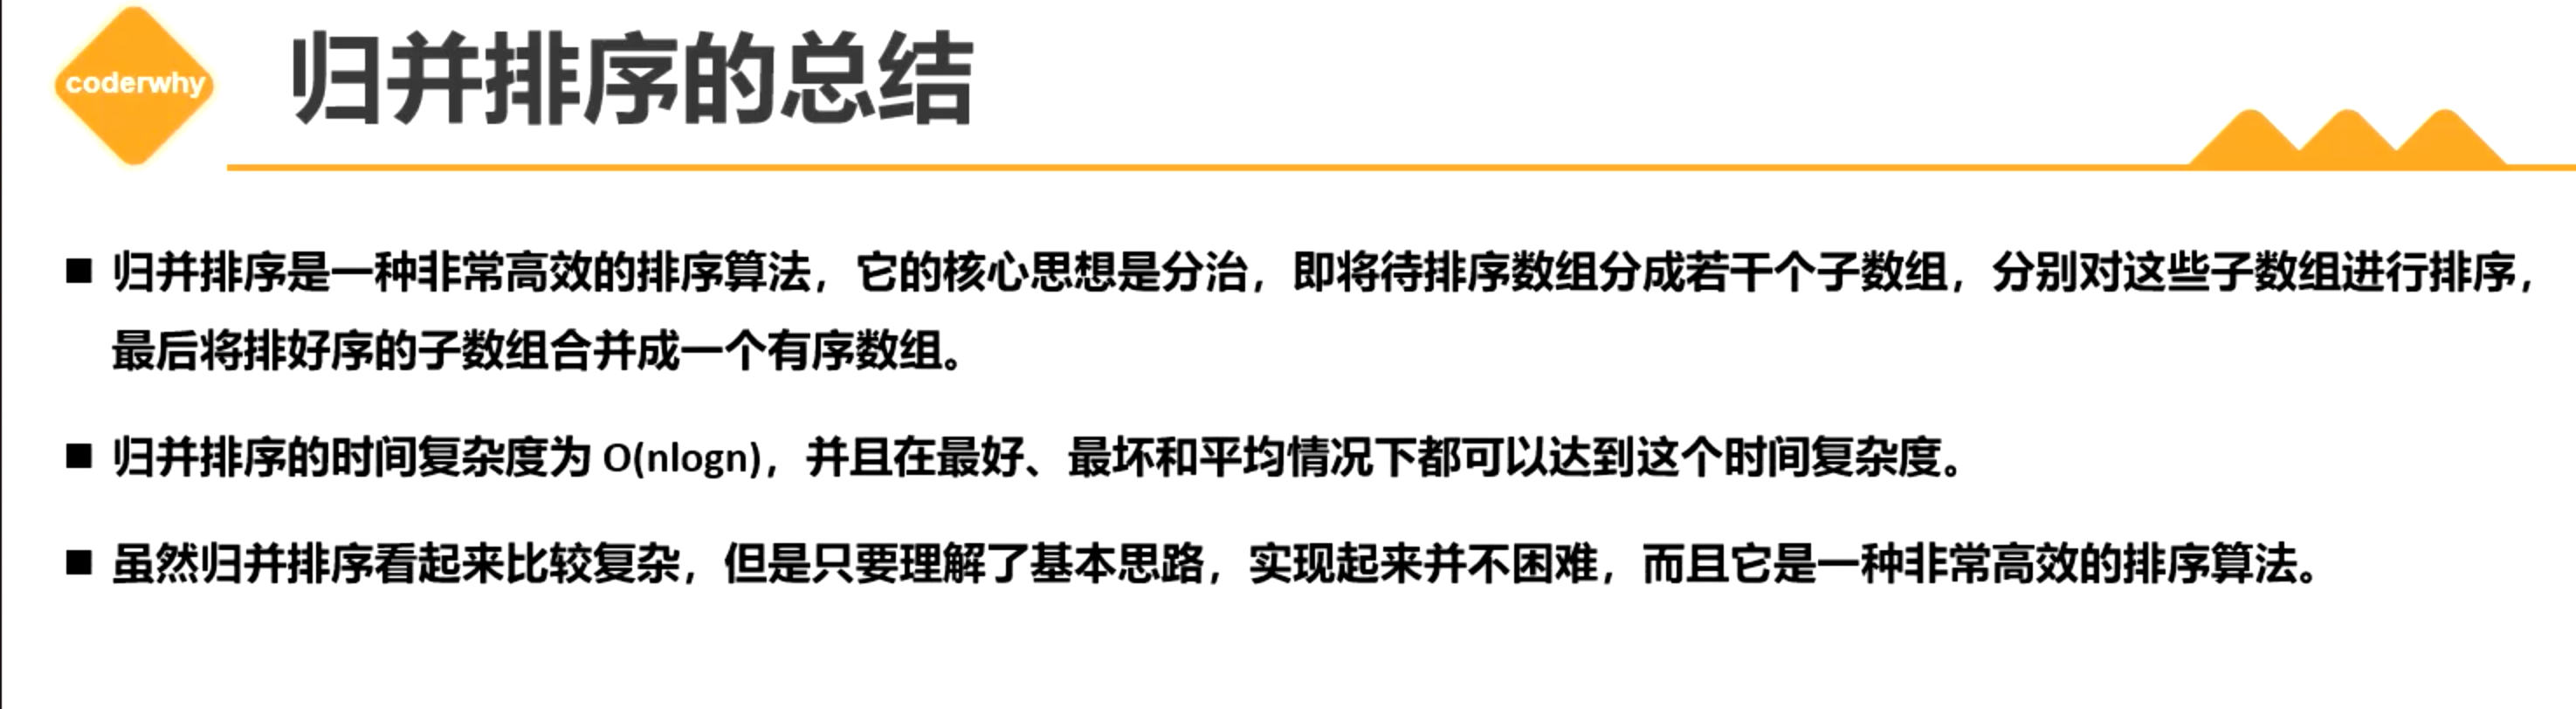 coderwhy
归并排序的总结
■ 归并排序是一种非常高效的排序算法，它的核心思想是分治，即将待排序数组分成若干个子数组，分别对这些子数组进行排序，
最后将排好序的子数组合并成一个有序数组。
■ 归并排序的时间复杂度为 O(nlogn)，并且在最好、最坏和平均情况下都可以达到这个时间复杂度。
■ 虽然归并排序看起来比较复杂，但是只要理解了基本思路，实现起来并不困难，而且它是一种非常高效的排序算法。